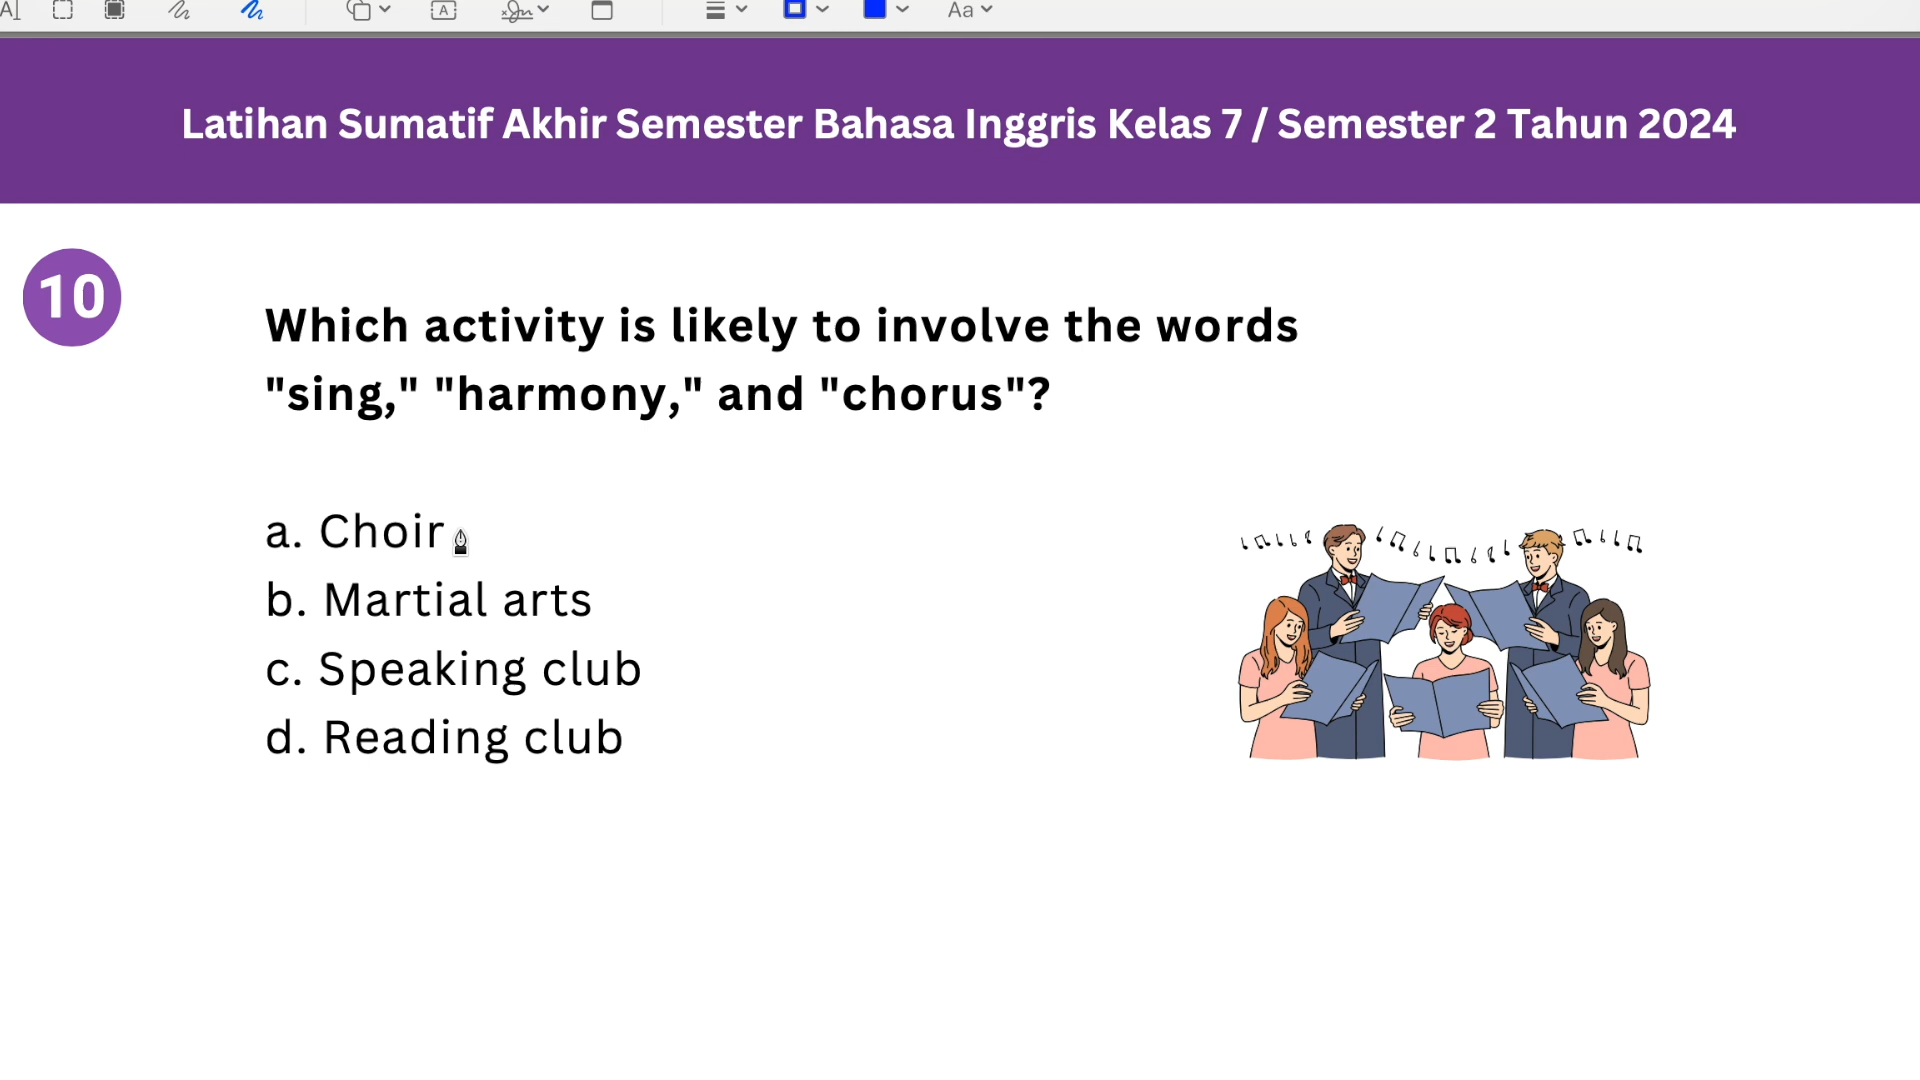 Aa
Latihan Sumatif Akhir Semester Bahasa Inggris Kelas 7 / Semester 2 Tahun 2024
10
Which activity is likely to involve the words
"sing," "harmony," and "chorus"?
a. Choir
b. Martial arts
c. Speaking club
d. Reading club